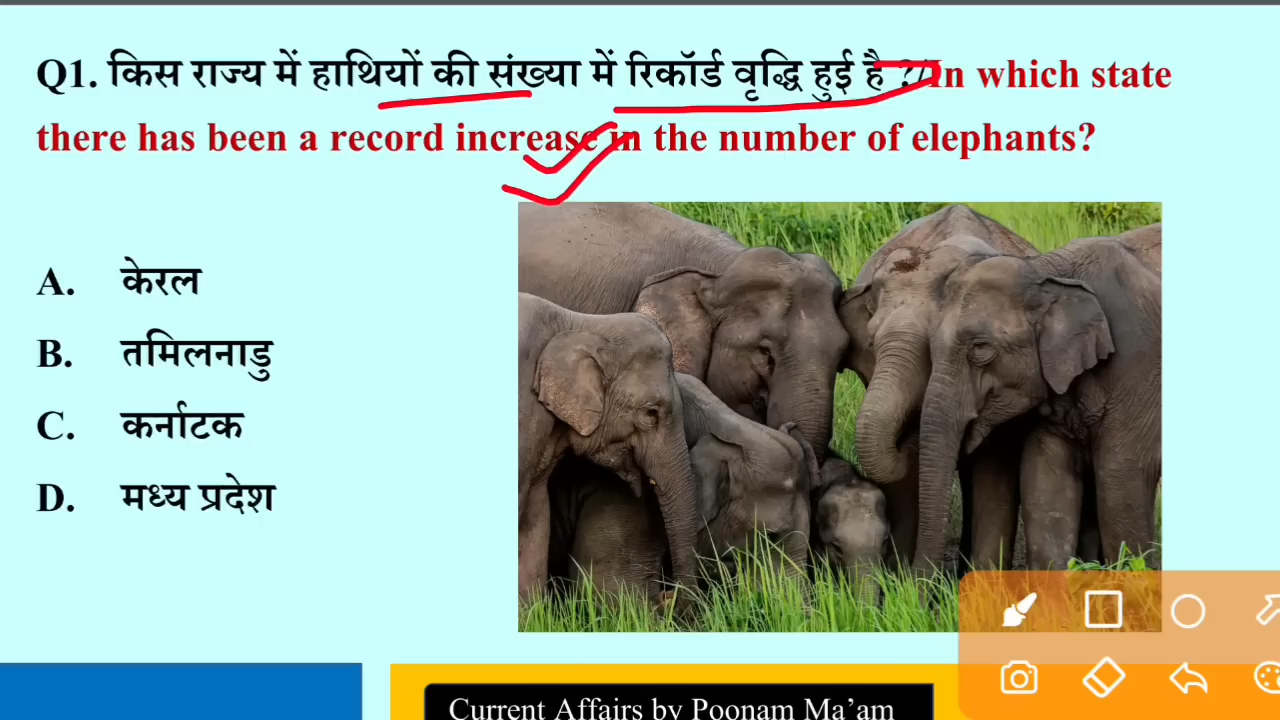 Q1. किस राज्य में हाथियों की संख्या में रिकॉर्ड वृद्धि हुई है ?/In which state
there has been a record increase in the number of elephants?
A. केरल
B. तमिलनाडु
C. कर्नाटक
D. मध्य प्रदेश
Current Affairs by Poonam Ma'am